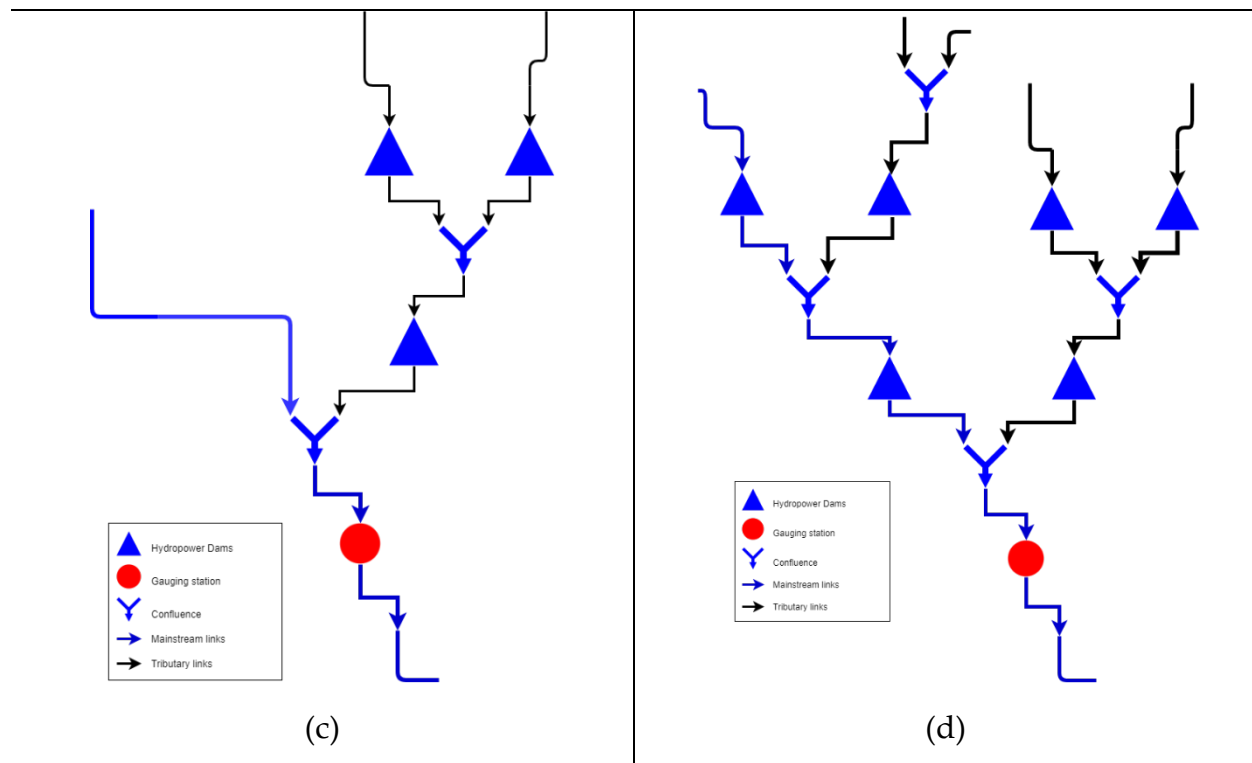 Hydropower Dams
Gauging station
Confluence
Mainstream links
Tributary links
(c)
Hydropower Dams
Gauging station
Confluence
Mainstream links
Tributary links
(d)